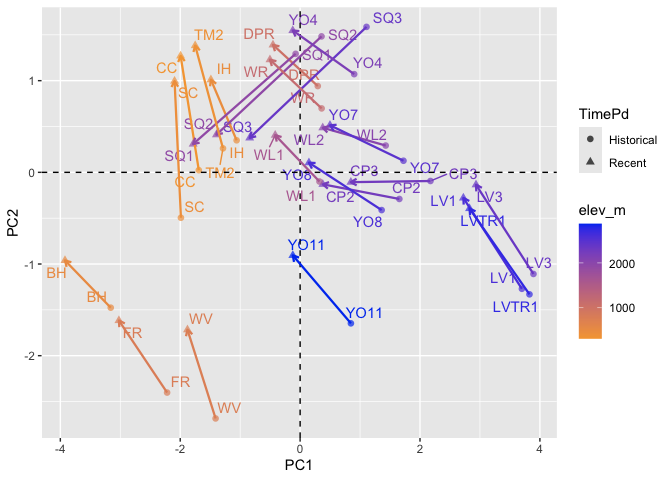 YO4 SQ3
TM2 DPR SQ2
SQ1
CC IH WR DPR YO4
SC
WR
SQ2 SQ3 YO7
WL2 WL2
SQ1 IH WL1
TM2 YO8 CP3 YO7 CP3
CC
WL1 CP2 CP2
SC LV1 LV3
YO8 LVTR1
YO11
BH LV3
LV1
BH
LVTR1
FR WV YO11
FR
WV
1
0
-1
-2
PC2
-4 -2 0 2 4
PC1
TimePd
Historical
Recent
elev_m
2000
1000